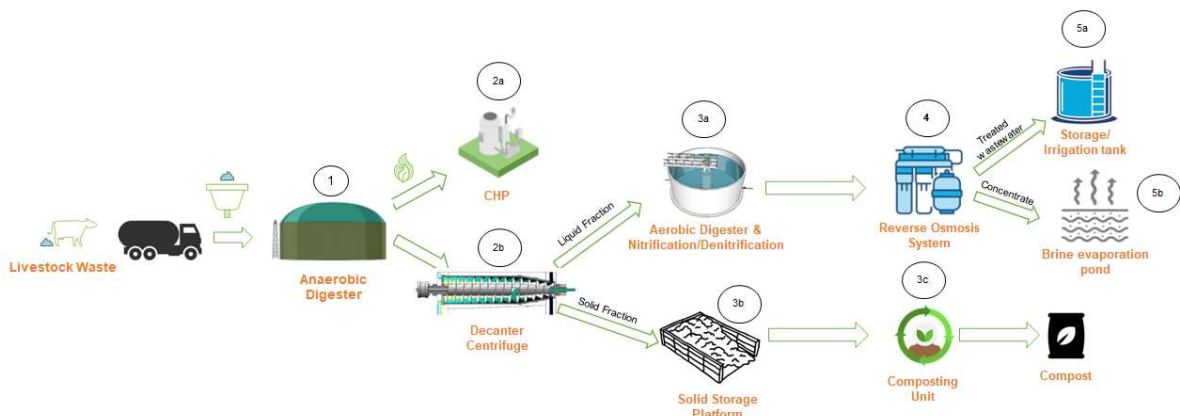 5a
2a
3a
4
Treated
wastewater
Storage/
Irrigation tank
1
CHP
Liquid Fraction
Concentrate
5b
Livestock Waste
2b
Aerobic Digester &
Nitrification/Denitrification
Reverse Osmosis
System
Brine evaporation
pond
Anaerobic
Digester
Decanter
Centrifuge
Solid Fraction
3b
3c
Solid Storage
Platform
Composting
Unit
Compost